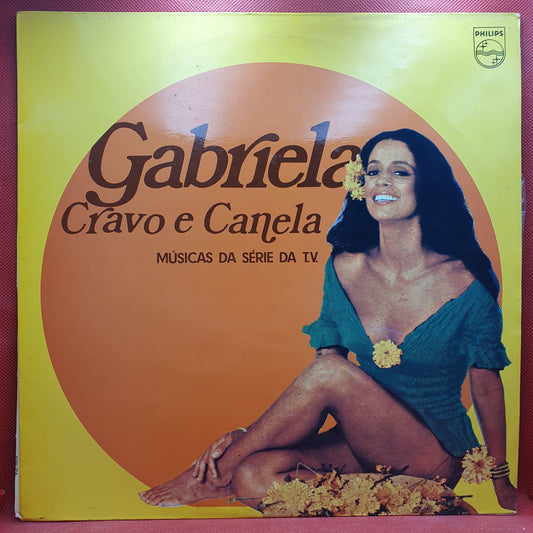 PHILIPS
Gabriela
Cravo e Canela
MÚSICAS DA SÉRIE DA T.V.